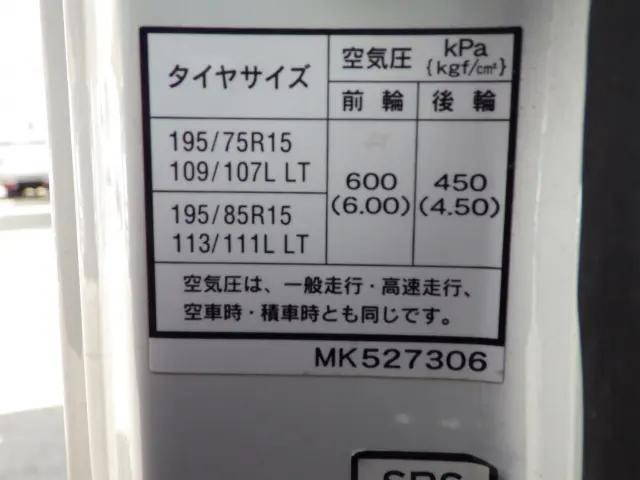 タイヤサイズ
空気圧 kPa
{kgf/cm²}
前輪 後輪
195/75R15
109/107L LT
195/85R15
113/111L LT
600
(6.00)
450
(4.50)
空気圧は、一般走行・高速走行、
空車時・積車時とも同じです。
MK527306
SRS